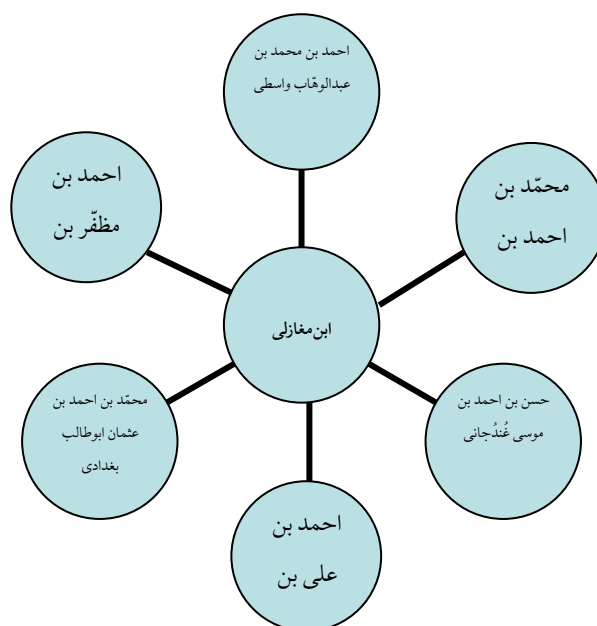 احمد بن محمد بن
عبدالوهّاب واسطی
محمّد بن
احمد بن
احمد بن
مظفّر بن
ابن‌مغازلی
حسن بن احمد بن
موسی غُندُجانی
محمّد بن احمد بن
عثمان ابوطالب
بغدادی
احمد بن
علی بن